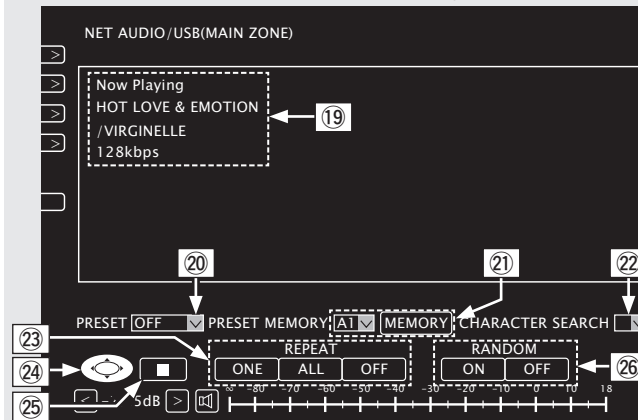 NET AUDIO/USB(MAIN ZONE)
>
>
>
>
Now Playing
HOT LOVE & EMOTION
/VIRGINELLE
128kbps
⑲
⑳ ㉑ ㉒
PRESET OFF PRESET MEMORY A1 MEMORY CHARACTER SEARCH
㉓ REPEAT RANDOM
㉔ ONE ALL OFF ON OFF ㉖
㉕ < 5dB > ∞ -80 -70 -60 -50 -40 -30 -20 -10 0 10 18